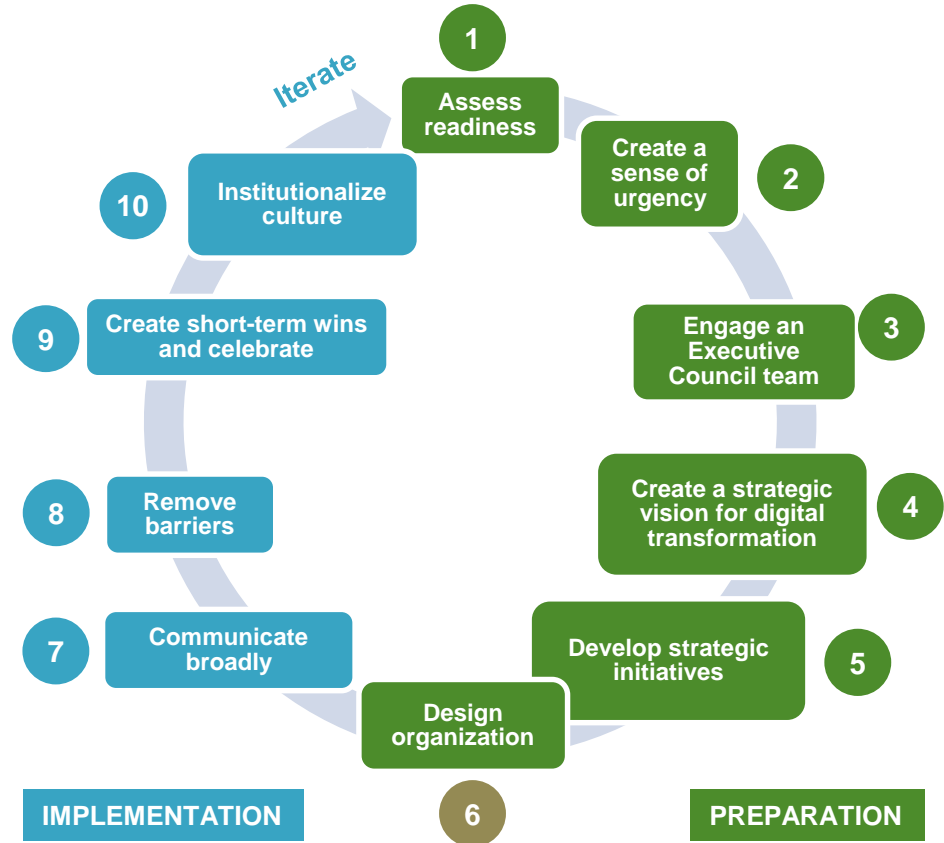 1
Assess
readiness
Iterate
2
Create a
sense of
urgency
3
Engage an
Executive
Council team
4
Create a strategic
vision for digital
transformation
5
Develop strategic
initiatives
6
Design
organization
7
Communicate
broadly
8
Remove
barriers
9
Create short-term wins
and celebrate
10
Institutionalize
culture
IMPLEMENTATION
PREPARATION